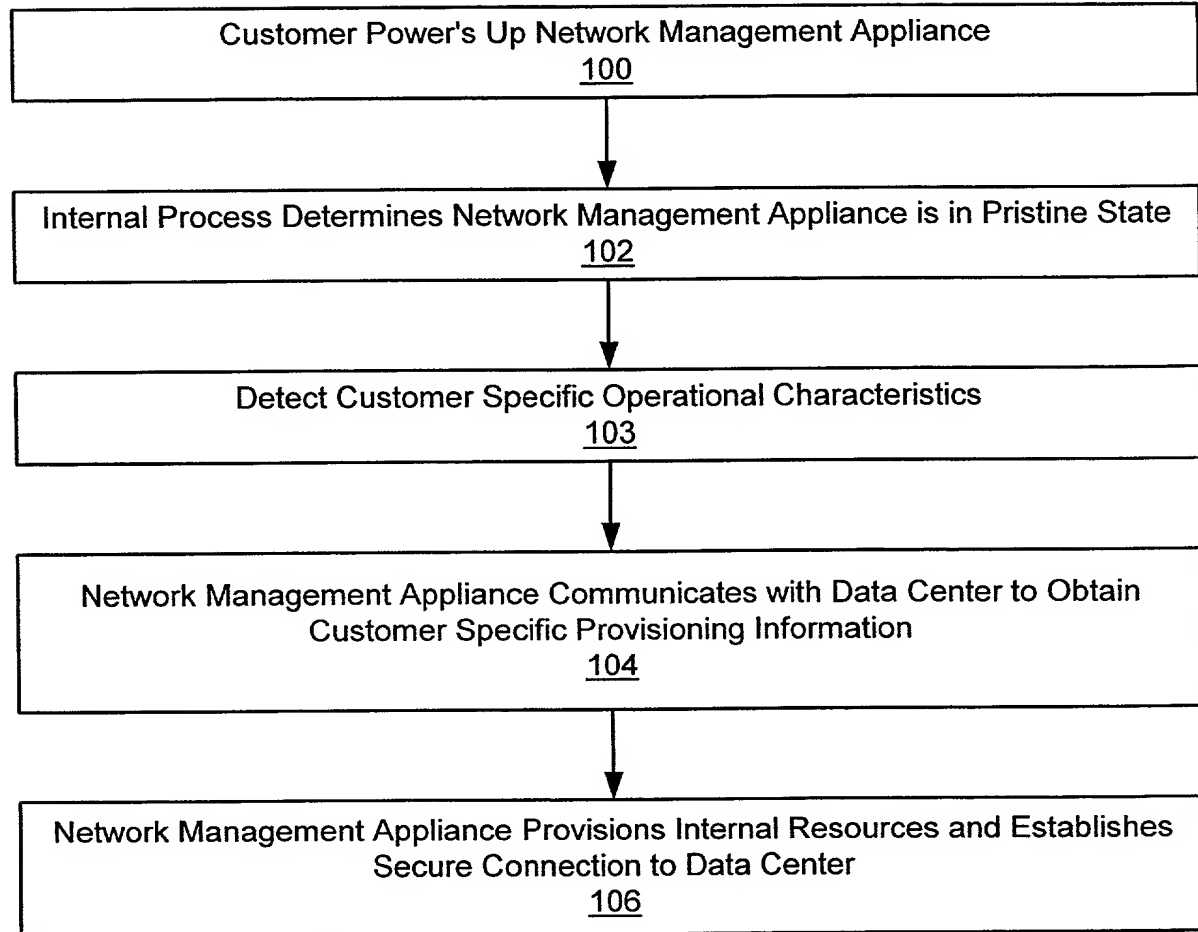 Customer Power's Up Network Management Appliance
100
Internal Process Determines Network Management Appliance is in Pristine State
102
Detect Customer Specific Operational Characteristics
103
Network Management Appliance Communicates with Data Center to Obtain
Customer Specific Provisioning Information
104
Network Management Appliance Provisions Internal Resources and Establishes
Secure Connection to Data Center
106